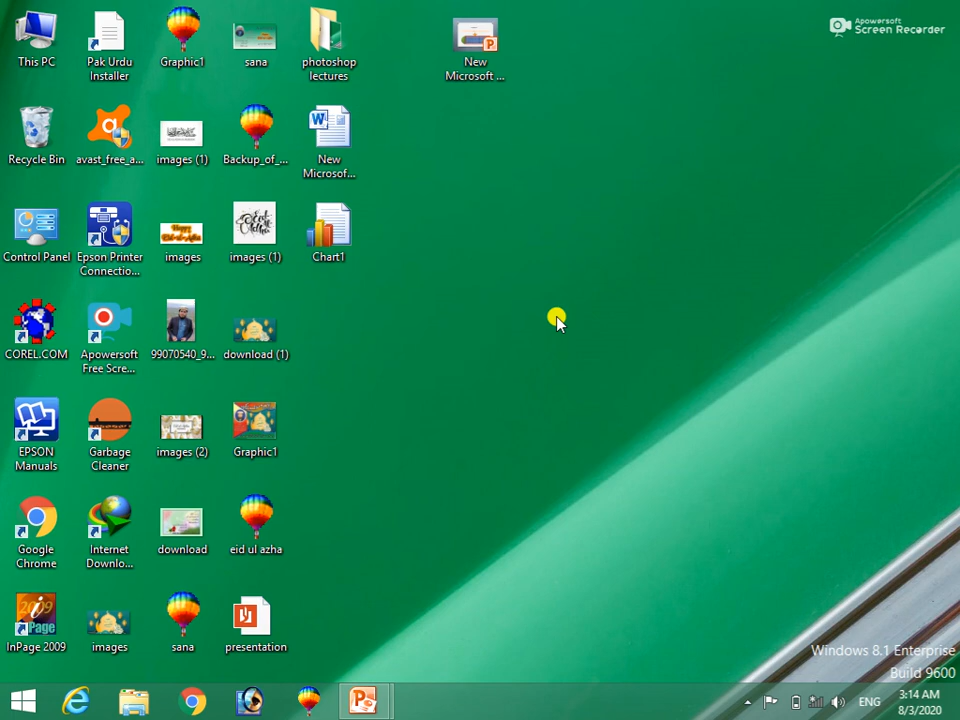 This PC
Pak Urdu
Installer
Graphic1
sana
photoshop
lectures
New
Microsoft ...
Apowersoft
Screen Recorder
Recycle Bin
avast_free_a...
images (1)
Backup_of_...
New
Microsof...
Control Panel
Epson Printer
Connectio...
images
images (1)
Chart1
COREL.COM
Apowersoft
Free Scre...
99070540_9...
download (1)
EPSON
Manuals
Garbage
Cleaner
images (2)
Graphic1
Google
Chrome
Internet
Downlo...
download
eid ul azha
InPage 2009
images
sana
presentation
Windows 8.1 Enterprise
Build 9600
ENG
3:14 AM
8/3/2020